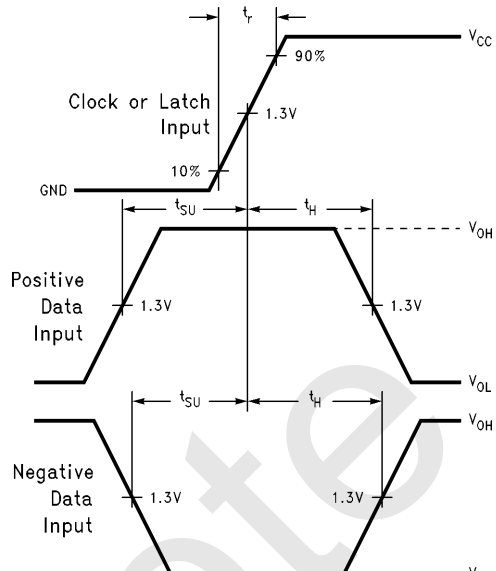 t_r
V_CC
90%
Clock or Latch
Input
1.3V
10%
GND
t_SU
t_H
V_OH
Positive
Data
Input
1.3V
1.3V
V_OL
t_SU
t_H
V_OH
Negative
Data
Input
1.3V
1.3V